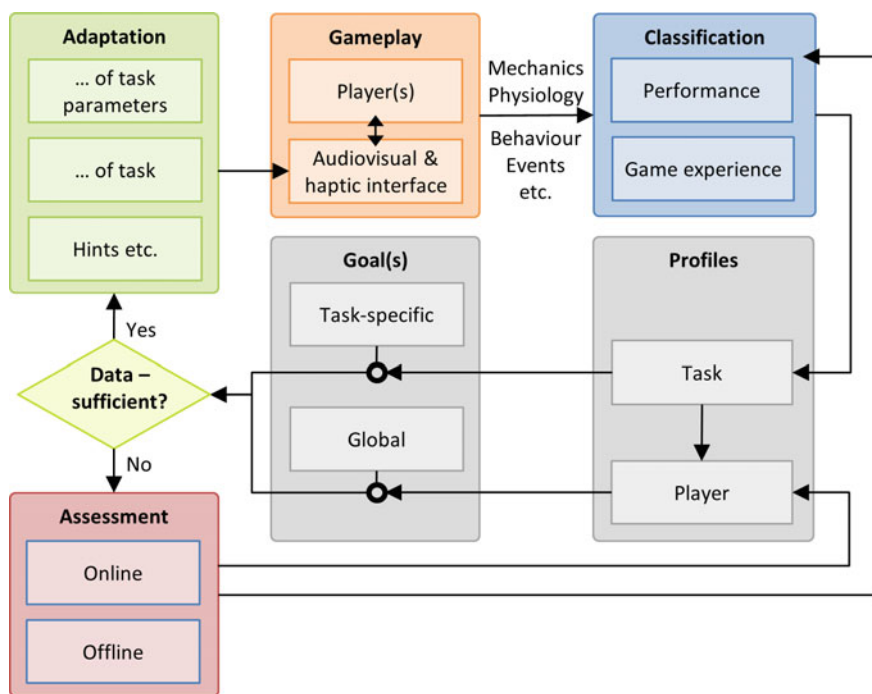 Adaptation
... of task
parameters
... of task
Hints etc.
Gameplay
Player(s)
Audiovisual &
haptic interface
Mechanics
Physiology
Behaviour
Events
etc.
Classification
Performance
Game experience
Goal(s)
Task-specific
Global
Profiles
Task
Player
Yes
Data –
sufficient?
No
Assessment
Online
Offline